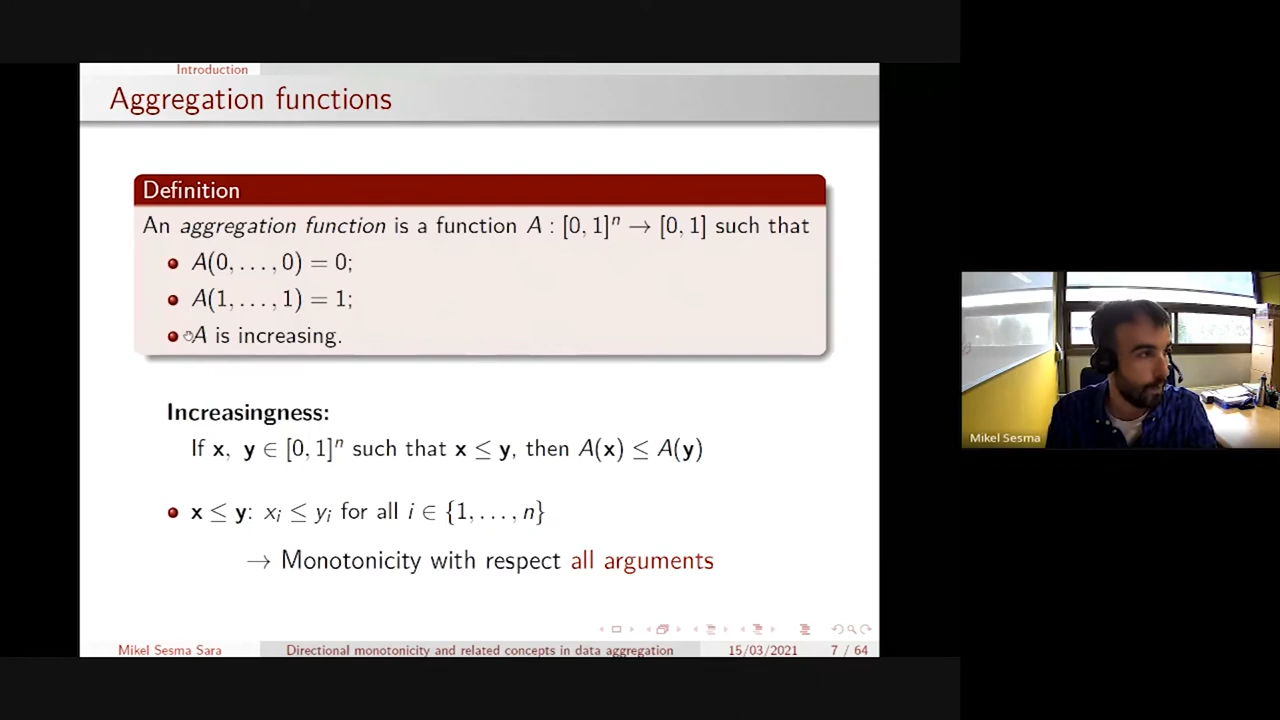 Introduction
Aggregation functions
Definition
An aggregation function is a function A : [0, 1]ⁿ → [0, 1] such that
A(0, . . . , 0) = 0;
A(1, . . . , 1) = 1;
A is increasing.
Increasingness:
If x, y ∈ [0, 1]ⁿ such that x ≤ y, then A(x) ≤ A(y)
x ≤ y: xᵢ ≤ yᵢ for all i ∈ {1, . . . , n}
→ Monotonicity with respect all arguments
Mikel Sesma Sara Directional monotonicity and related concepts in data aggregation 15/03/2021 7 / 64
Mikel Sesma